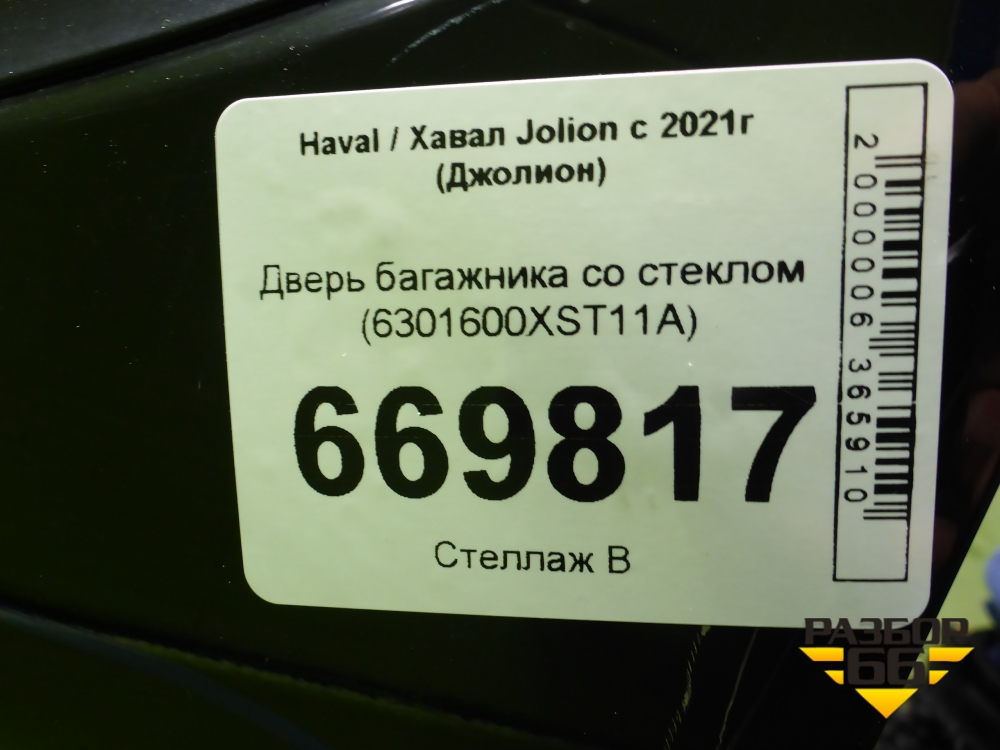 Haval / Хавал Jolion с 2021г
(Джолион)
Дверь багажника со стеклом
(6301600XST11A)
669817
Стеллаж В
2000006365910
РАЗБОР
66